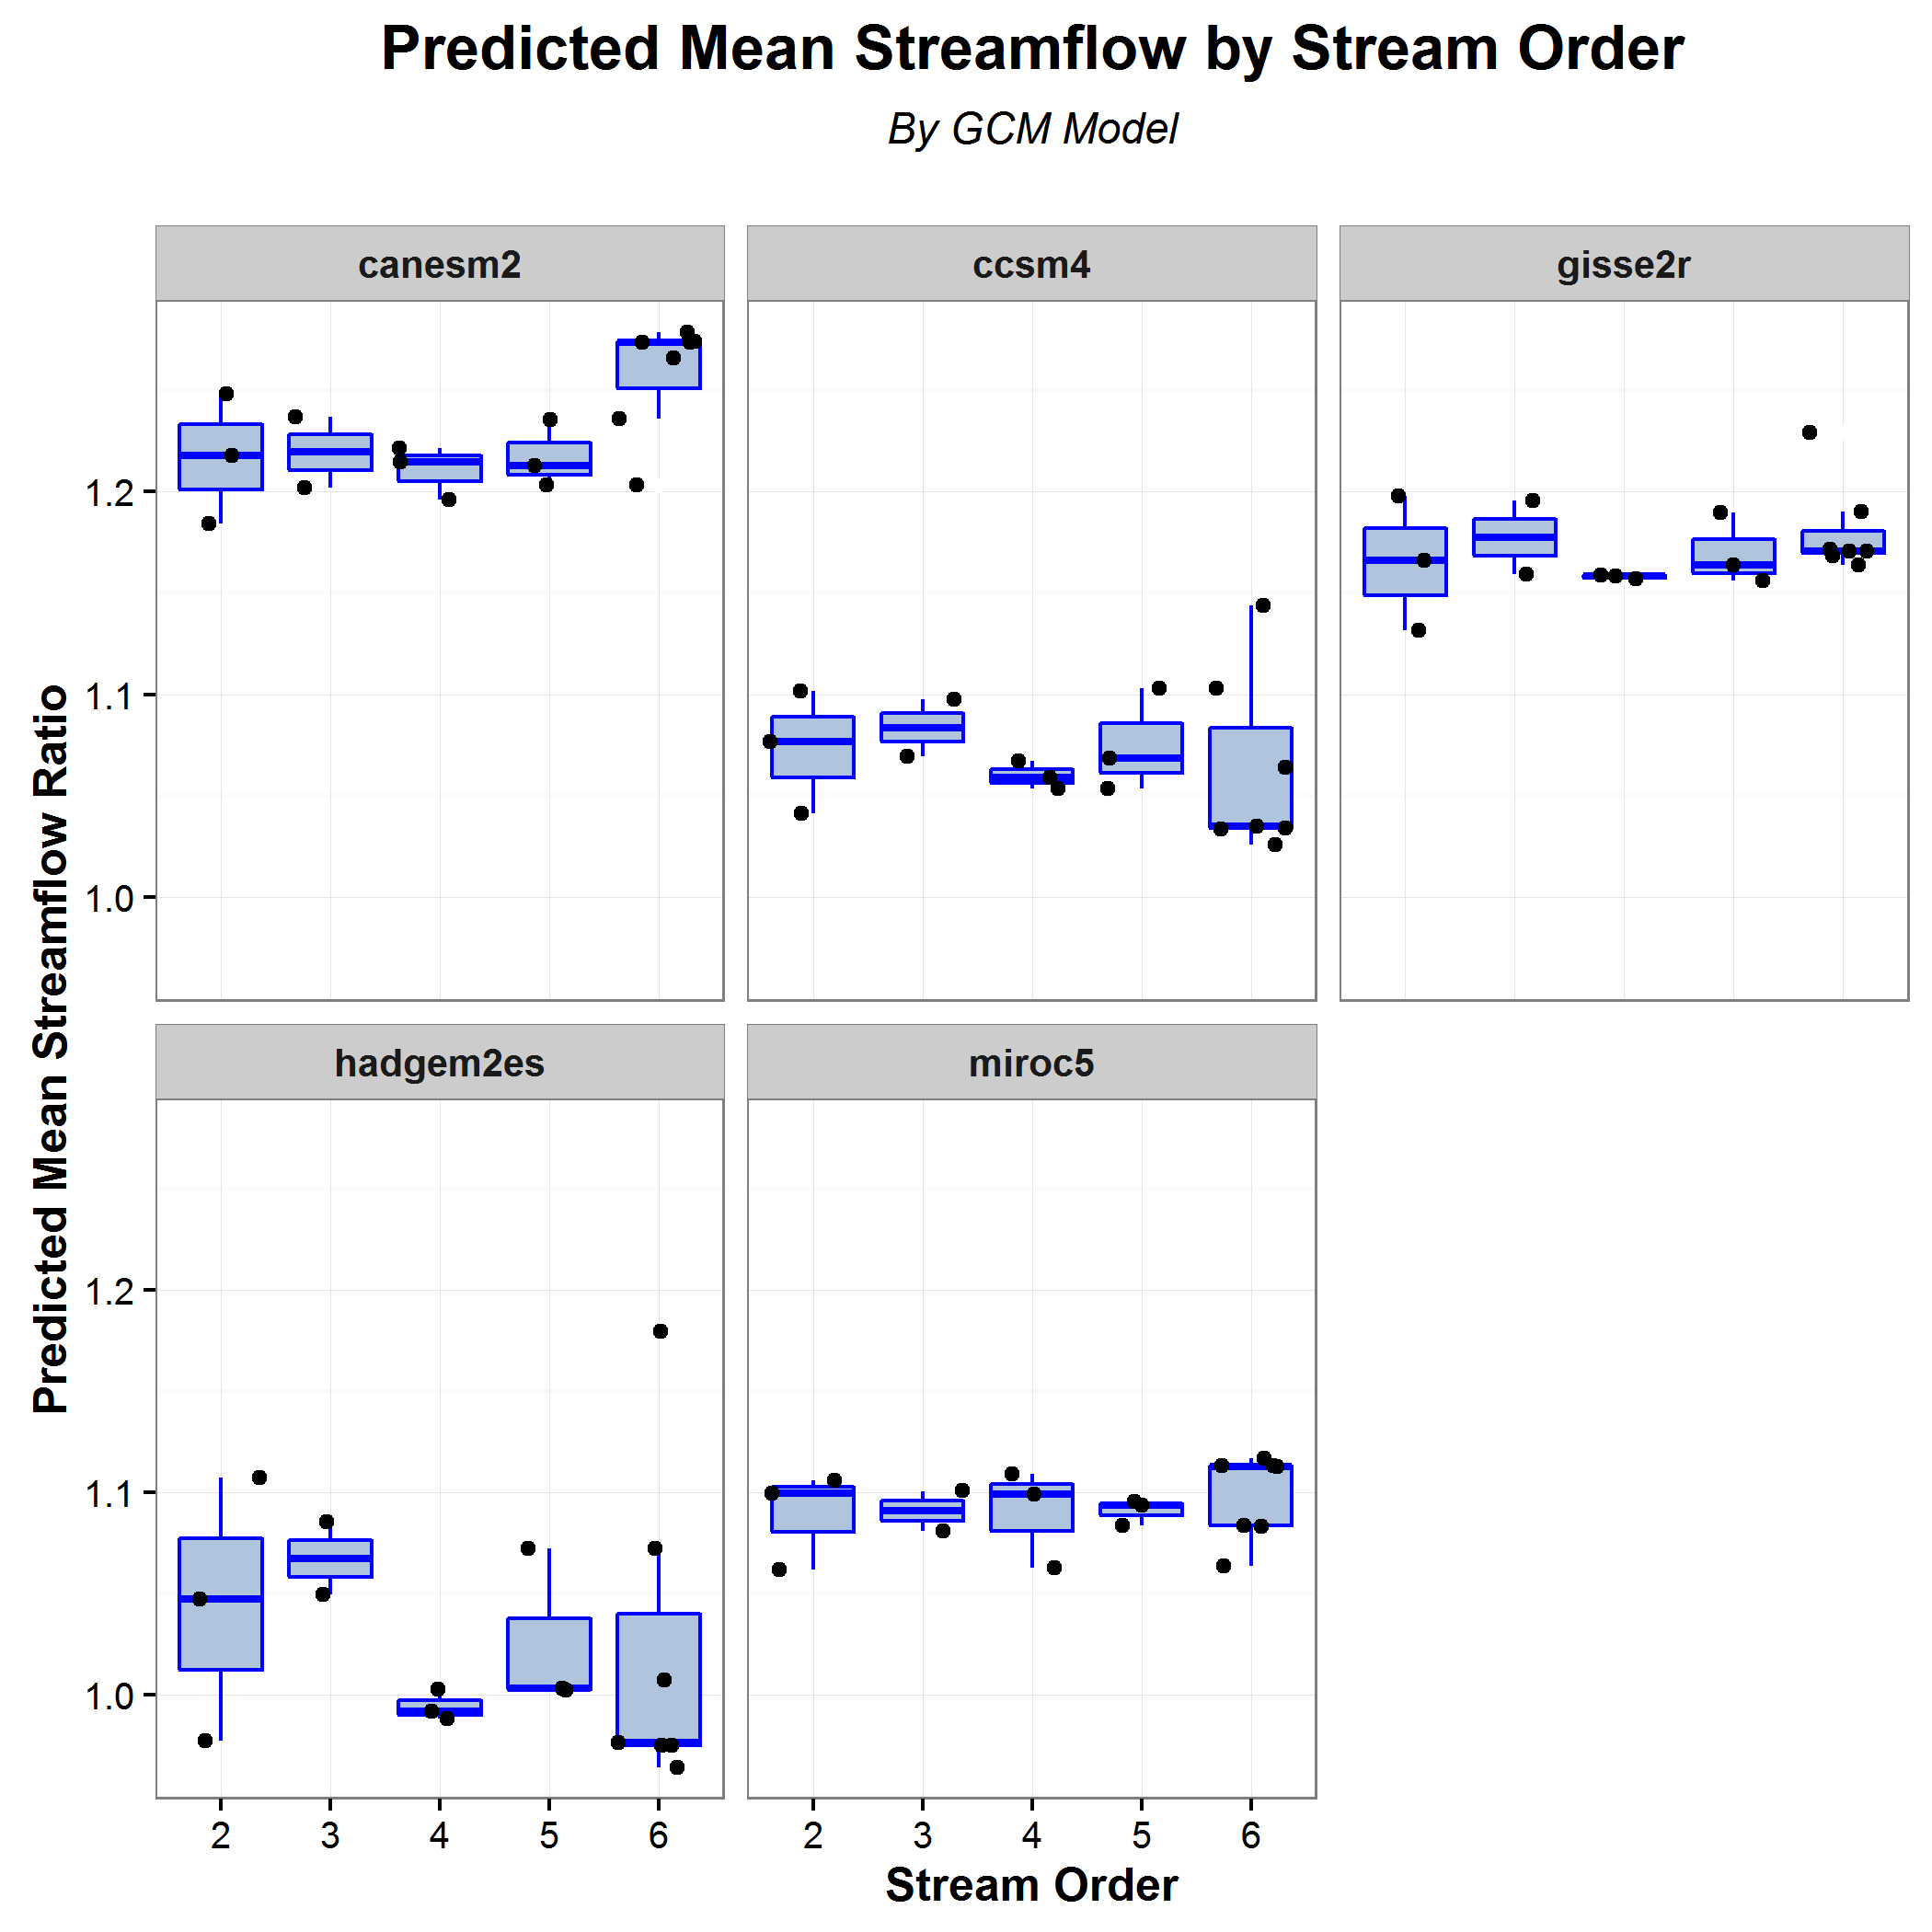 Predicted Mean Streamflow by Stream Order
By GCM Model
canesm2
ccsm4
gisse2r
1.2
1.1
1.0
Predicted Mean Streamflow Ratio
hadgem2es
miroc5
1.2
1.1
1.0
2 3 4 5 6
2 3 4 5 6
Stream Order